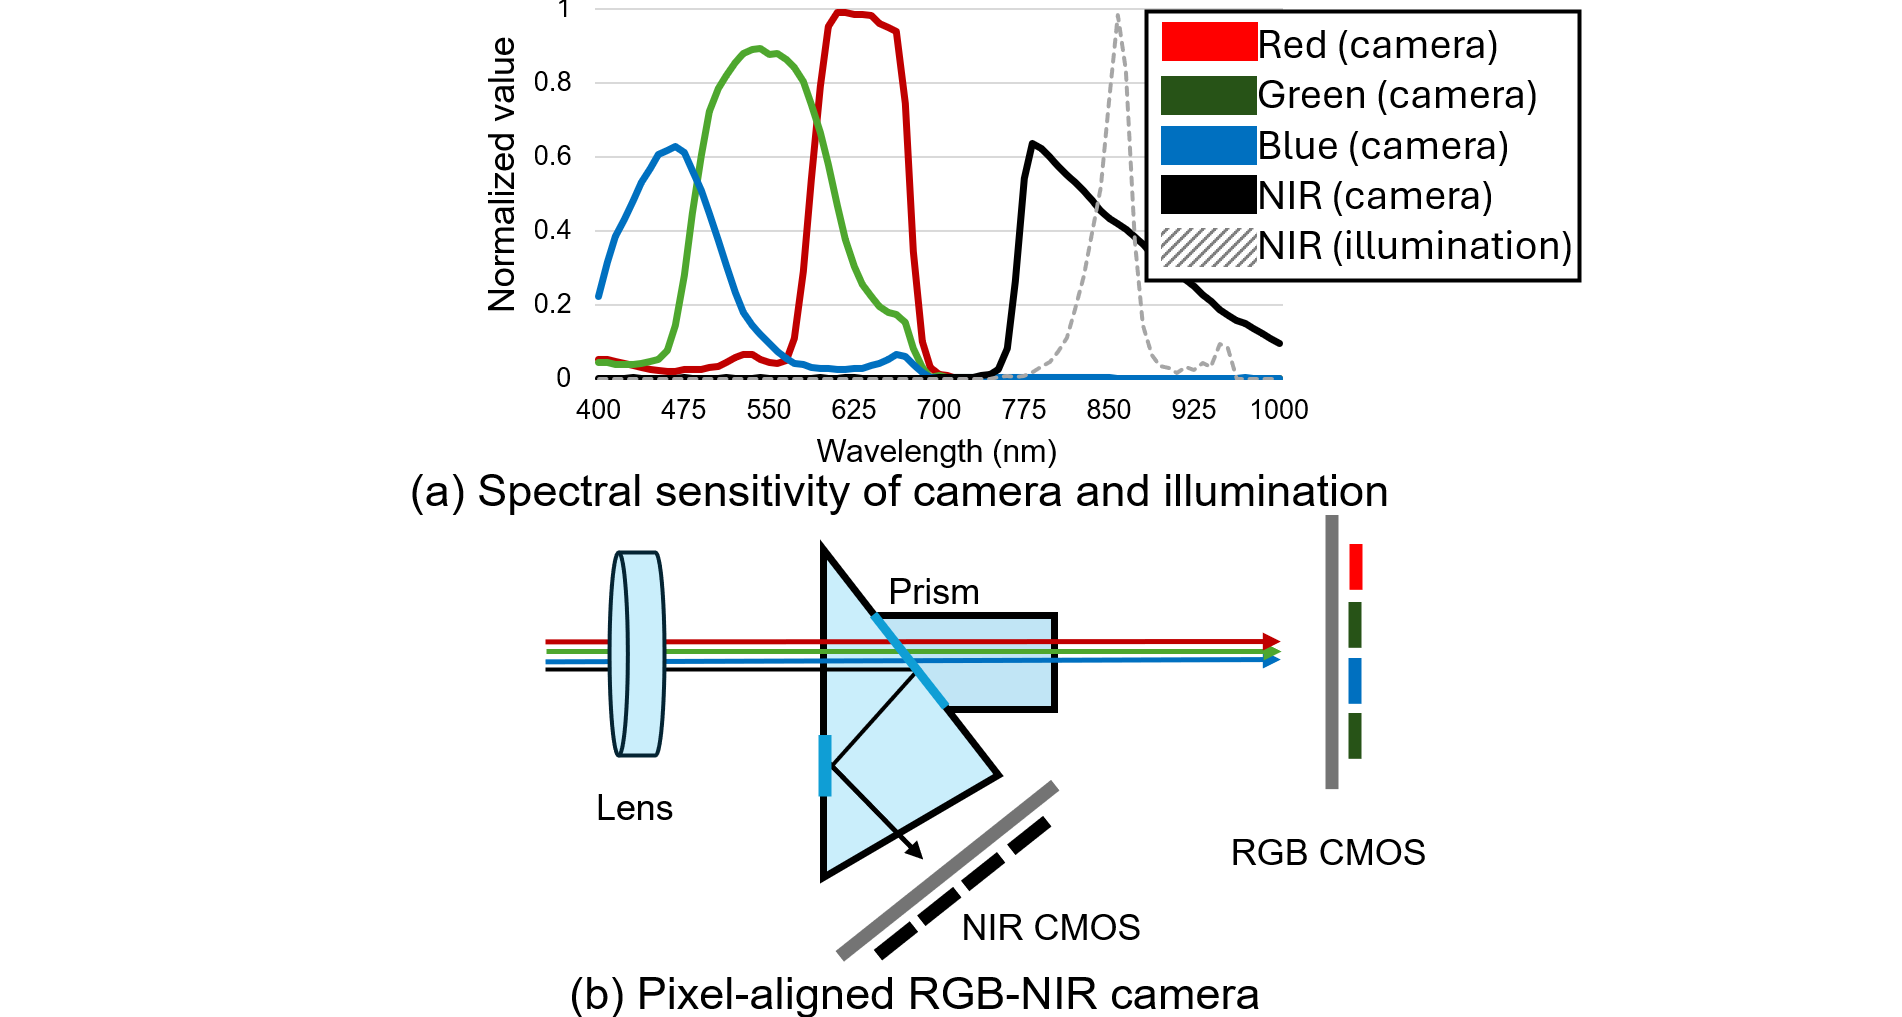 1
0.8
0.6
0.4
0.2
0
Normalized value
400 475 550 625 700 775 850 925 1000
Wavelength (nm)
Red (camera)
Green (camera)
Blue (camera)
NIR (camera)
NIR (illumination)
(a) Spectral sensitivity of camera and illumination
Prism
Lens
RGB CMOS
NIR CMOS
(b) Pixel-aligned RGB-NIR camera